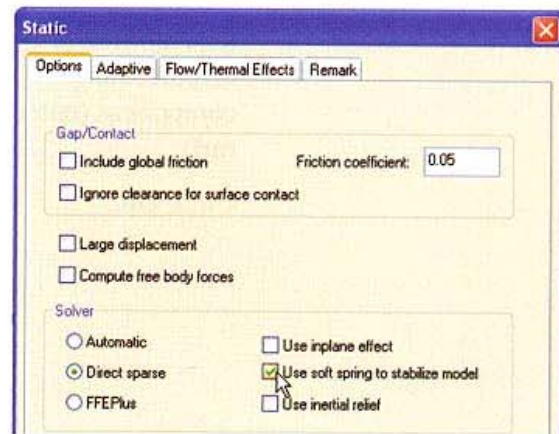 Static
Options Adaptive Flow/Thermal Effects Remark
Gap/Contact
Include global friction Friction coefficient: 0.05
Ignore clearance for surface contact
Large displacement
Compute free body forces
Solver
Automatic Use inplane effect
Direct sparse Use soft spring to stabilize model
FFEPlus Use inertial relief